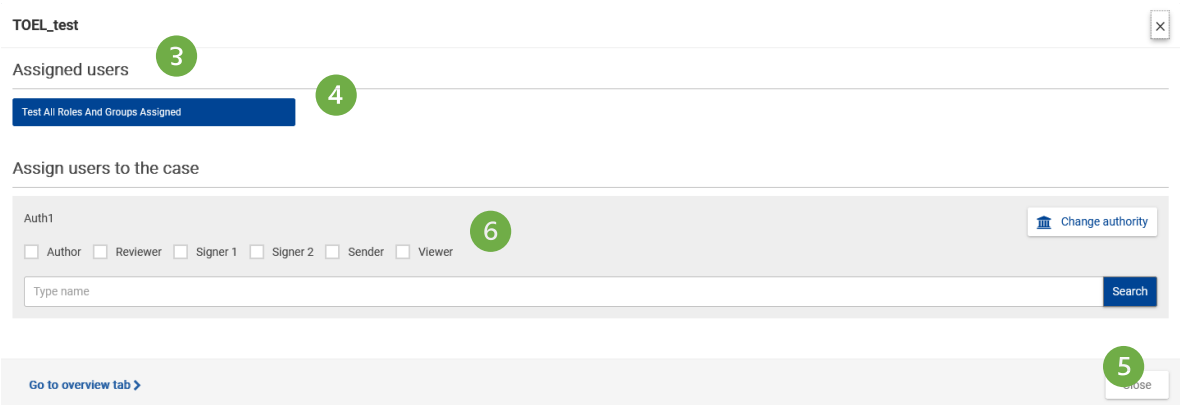 TOEL_test
3
Assigned users
4
Test All Roles And Groups Assigned
Assign users to the case
Auth1
6
Change authority
Author Reviewer Signer 1 Signer 2 Sender Viewer
Type name
Search
5
Go to overview tab
Close